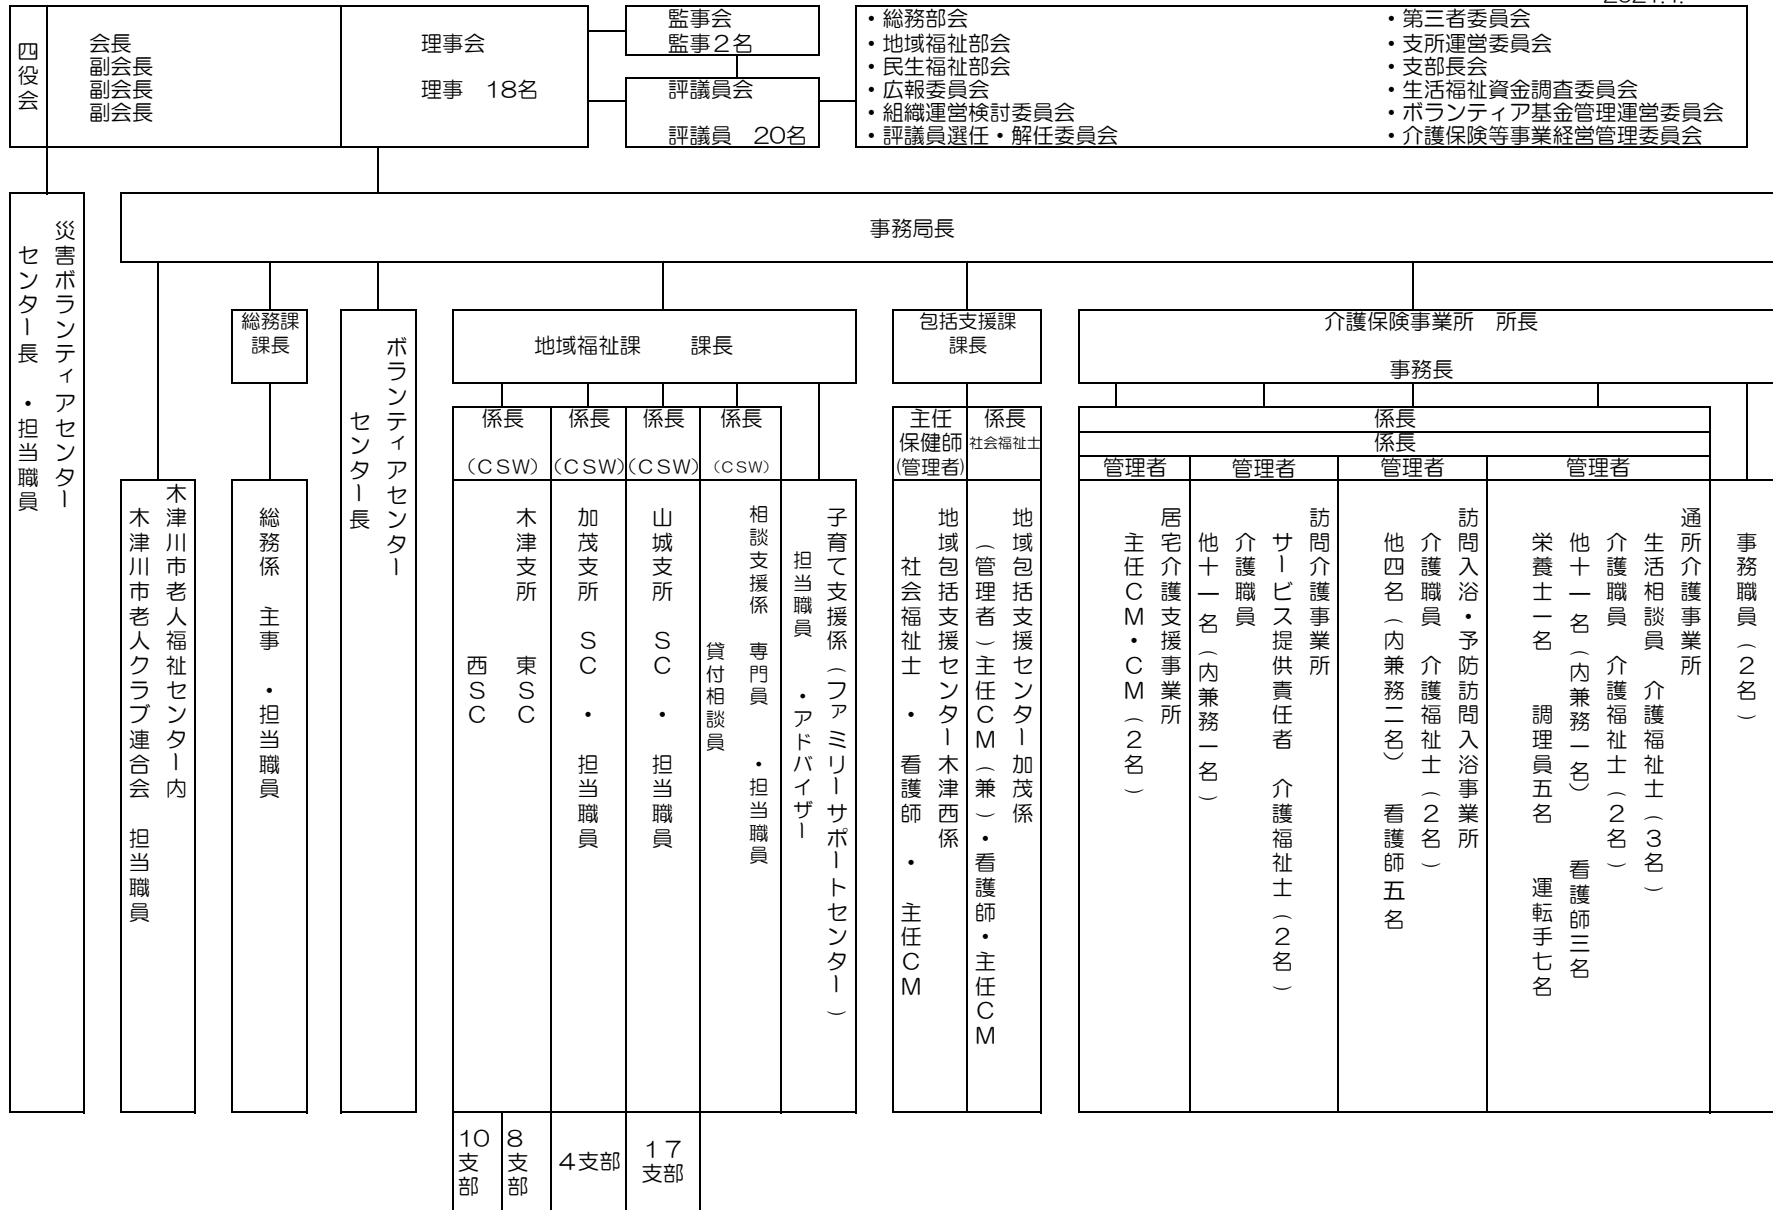 四役会
会長
副会長
副会長
副会長
理事会
理事　18名
監事会
監事２名
評議員会
評議員　20名
・総務部会
・地域福祉部会
・民生福祉部会
・広報委員会
・組織運営検討委員会
・評議員選任・解任委員会
・第三者委員会
・支所運営委員会
・支部長会
・生活福祉資金調査委員会
・ボランティア基金管理運営委員会
・介護保険等事業経営管理委員会
災害ボランティアセンター
センター長　・担当職員
事務局長
木津川市老人福祉センター内
木津川市老人クラブ連合会　担当職員
総務課
課長
総務係　主事　・担当職員
ボランティアセンター
センター長
地域福祉課　　課長
係長
（ＣＳＷ）
木津支所　東ＳＣ
西ＳＣ
係長
（ＣＳＷ）
加茂支所　ＳＣ　・　担当職員
係長
（ＣＳＷ）
山城支所　ＳＣ　・　担当職員
係長
（ＣＳＷ）
相談支援係　専門員　・担当職員
貸付相談員
子育て支援係（ファミリーサポートセンター）
担当職員　・アドバイザー
10支部
8支部
4支部
１７
支部
包括支援課
課長
主任
保健師
(管理者)
地域包括支援センター木津西係
社会福祉士　・　看護師　・　主任ＣＭ
係長
社会福祉士
地域包括支援センター加茂係
（管理者）主任ＣＭ（兼）・看護師・主任ＣＭ
介護保険事業所　所長
事務長
係長
係長
管理者
居宅介護支援事業所
主任ＣＭ・ＣＭ（２名）
管理者
訪問介護事業所
サービス提供責任者　介護福祉士（２名）
介護職員
他十一名（内兼務一名）
管理者
訪問入浴・予防訪問入浴事業所
介護職員　介護福祉士（２名）
他四名（内兼務二名）　看護師五名
管理者
通所介護事業所
生活相談員　介護福祉士（３名）
介護職員　介護福祉士（２名）
他十一名（内兼務一名）　看護師三名
栄養士一名　調理員五名　運転手七名
事務職員（２名）